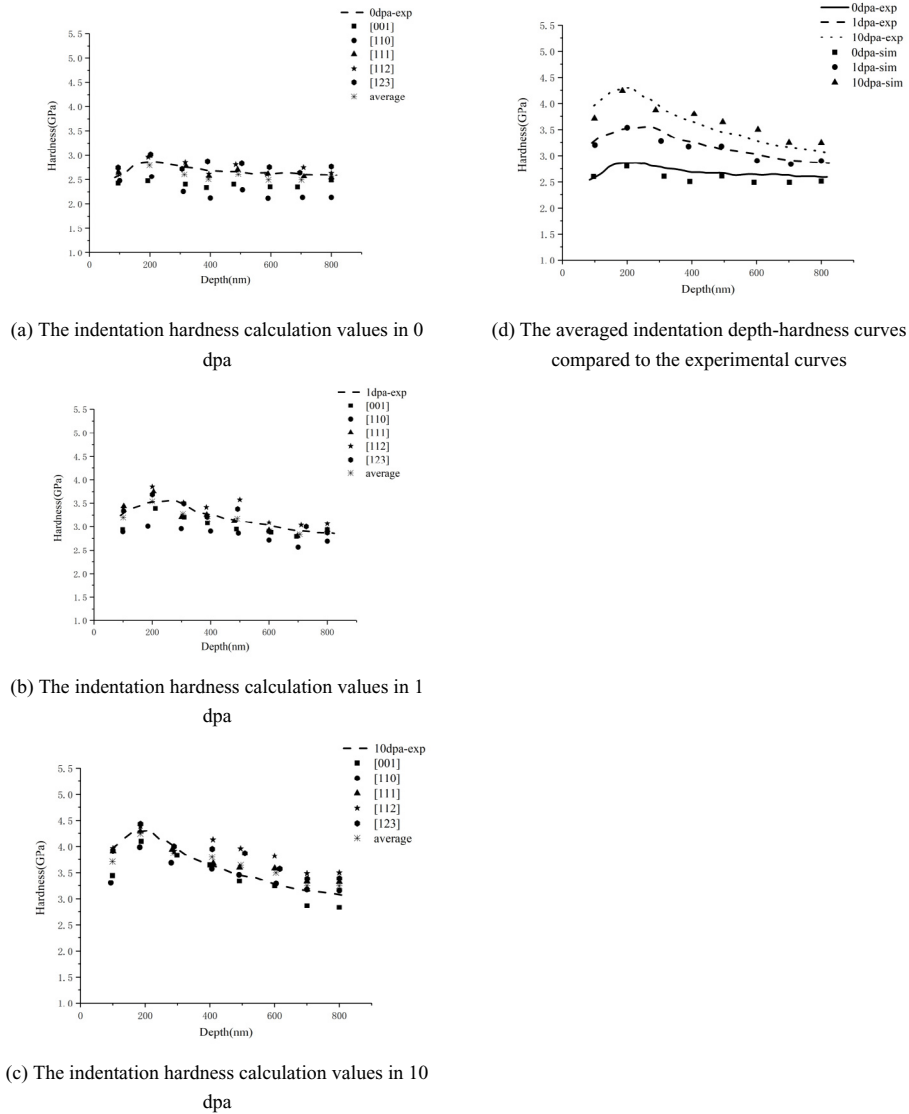 0dpa-exp
[001]
[110]
[111]
[112]
[123]
average
5.5
5.0
4.5
4.0
3.5
3.0
2.5
2.0
1.5
1.0
Hardness(GPa)
0 200 400 600 800
Depth(nm)
(a) The indentation hardness calculation values in 0
dpa
0dpa-exp
1dpa-exp
10dpa-exp
0dpa-sim
1dpa-sim
10dpa-sim
5.5
5.0
4.5
4.0
3.5
3.0
2.5
2.0
1.5
1.0
Hardness(GPa)
0 200 400 600 800
Depth(nm)
(d) The averaged indentation depth-hardness curves
compared to the experimental curves
1dpa-exp
[001]
[110]
[111]
[112]
[123]
average
5.5
5.0
4.5
4.0
3.5
3.0
2.5
2.0
1.5
1.0
Hardness(GPa)
0 200 400 600 800
Depth(nm)
(b) The indentation hardness calculation values in 1
dpa
10dpa-exp
[001]
[110]
[111]
[112]
[123]
average
5.5
5.0
4.5
4.0
3.5
3.0
2.5
2.0
1.5
1.0
Hardness(GPa)
0 200 400 600 800
Depth(nm)
(c) The indentation hardness calculation values in 10
dpa